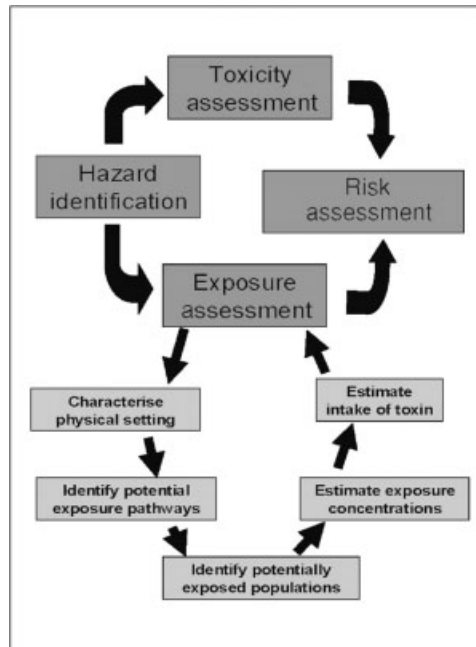 Toxicity
assessment
Hazard
identification
Risk
assessment
Exposure
assessment
Characterise
physical setting
Estimate
intake of toxin
Identify potential
exposure pathways
Estimate exposure
concentrations
Identify potentially
exposed populations